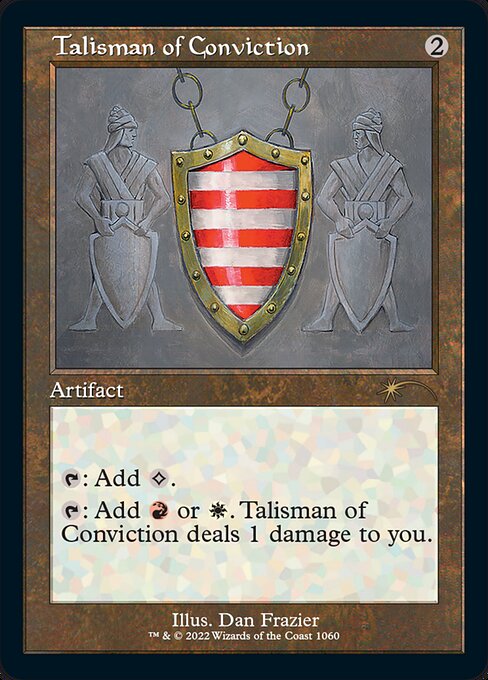 Talisman of Conviction 2
Artifact
: Add .
: Add or . Talisman of
Conviction deals 1 damage to you.
Illus. Dan Frazier
™ & © 2022 Wizards of the Coast 1060